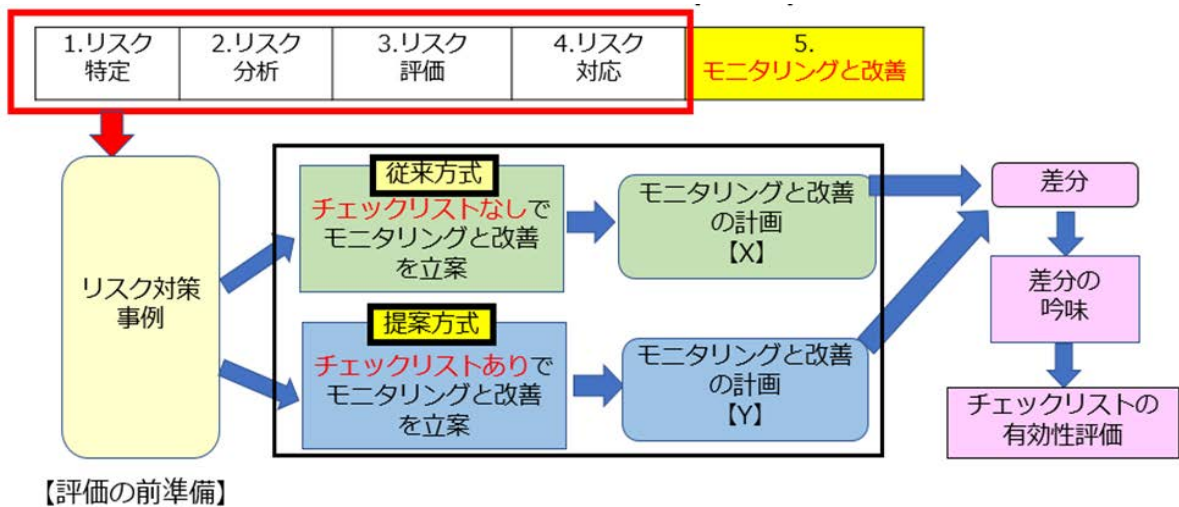 1.リスク
特定
2.リスク
分析
3.リスク
評価
4.リスク
対応
5.
モニタリングと改善
リスク対策
事例
【評価の前準備】
従来方式
チェックリストなしで
モニタリングと改善
を立案
モニタリングと改善
の計画
【X】
提案方式
チェックリストありで
モニタリングと改善
を立案
モニタリングと改善
の計画
【Y】
差分
差分の
吟味
チェックリストの
有効性評価